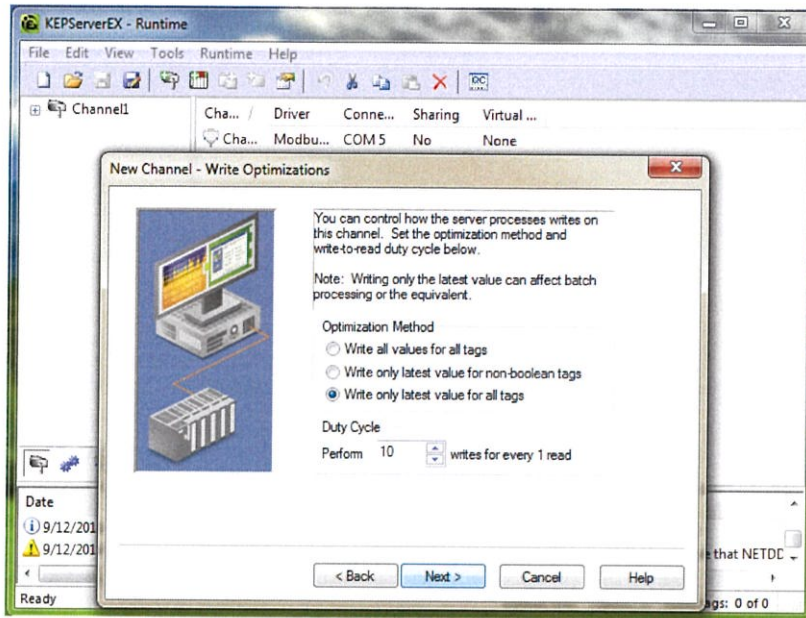 KEPServerEX - Runtime
File Edit View Tools Runtime Help
QC
Channel1
Cha... / Driver Conne... Sharing Virtual ...
Cha... Modbu... COM 5 No None
New Channel - Write Optimizations
You can control how the server processes writes on
this channel. Set the optimization method and
write-to-read duty cycle below.
Note: Writing only the latest value can affect batch
processing or the equivalent.
Optimization Method
Write all values for all tags
Write only latest value for non-boolean tags
Write only latest value for all tags
Duty Cycle
Perform 10 writes for every 1 read
Date
9/12/201
9/12/201
e that NETDD
< Back Next > Cancel Help
Ready
ags: 0 of 0